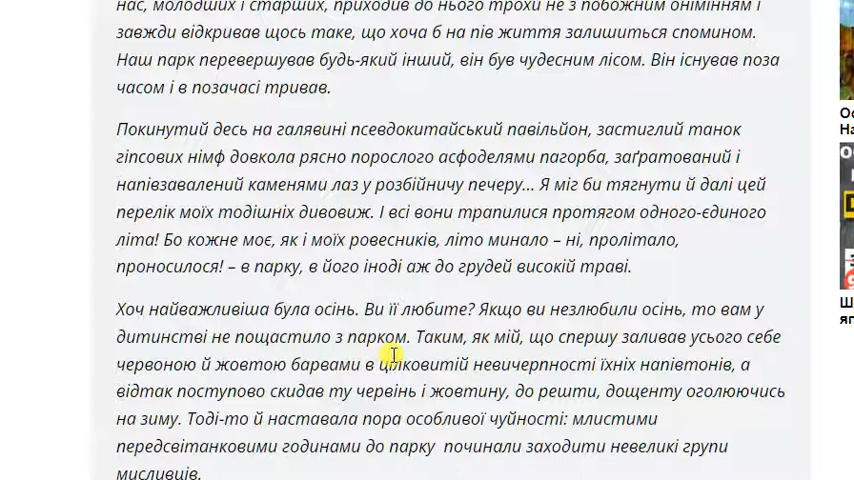 нас, молодших і старших, приходив до нього трохи не з побожним онімінням і
завжди відкривав щось таке, що хоча б на пів життя залишиться спомином.
Наш парк перевершував будь-який інший, він був чудесним лісом. Він існував поза
часом і в позачасі тривав.
Покинутий десь на галявині псевдокитайський павільйон, застиглий танок
гіпсових німф довкола рясно порослого асфоделями пагорба, заґратований і
напівзавалений каменями лаз у розбійничу печеру... Я міг би тягнути й далі цей
перелік моїх тодішніх дивовиж. І всі вони трапилися протягом одного-єдиного
літа! Бо кожне моє, як і моїх ровесників, літо минало – ні, пролітало,
проносилося! – в парку, в його іноді аж до грудей високій траві.
Хоч найважливіша була осінь. Ви її любите? Якщо ви незлюбили осінь, то вам у
дитинстві не пощастило з парком. Таким, як мій, що спершу заливав усього себе
червоною й жовтою барвами в цілковитій невичерпності їхніх напівтонів, а
відтак поступово скидав ту червінь і жовтину, до решти, дощенту оголюючись
на зиму. Тоді-то й наставала пора особливої чуйності: млистими
передсвітанковими годинами до парку починали заходити невеликі групи
мисливців.